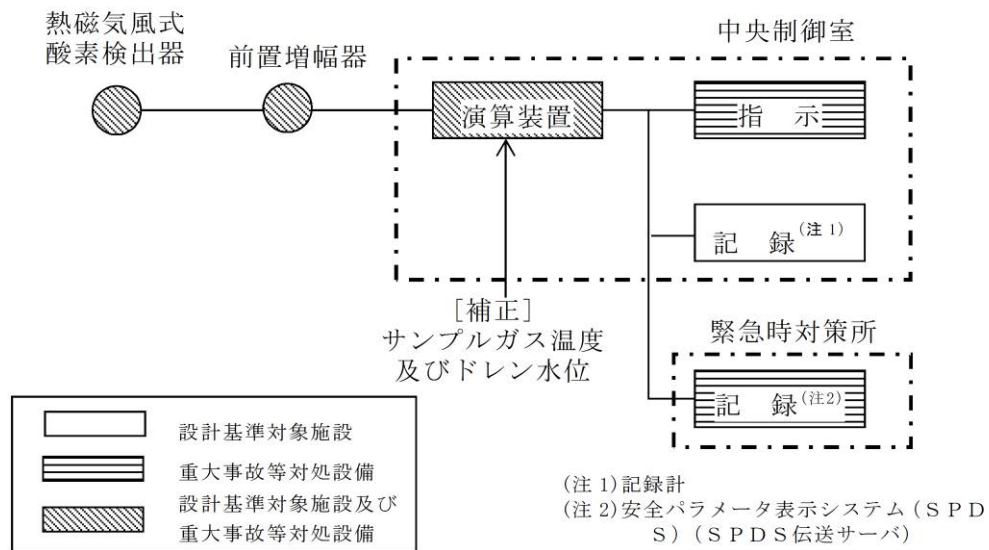 熱磁気風式
酸素検出器
前置増幅器
中央制御室
演算装置
指　示
記　録(注1)
[補正]
サンプルガス温度
及びドレン水位
緊急時対策所
記　録(注2)
設計基準対象施設
重大事故等対処設備
設計基準対象施設及び
重大事故等対処設備
(注 1)記録計
(注 2)安全パラメータ表示システム(ＳＰＤ
Ｓ)(ＳＰＤＳ伝送サーバ)